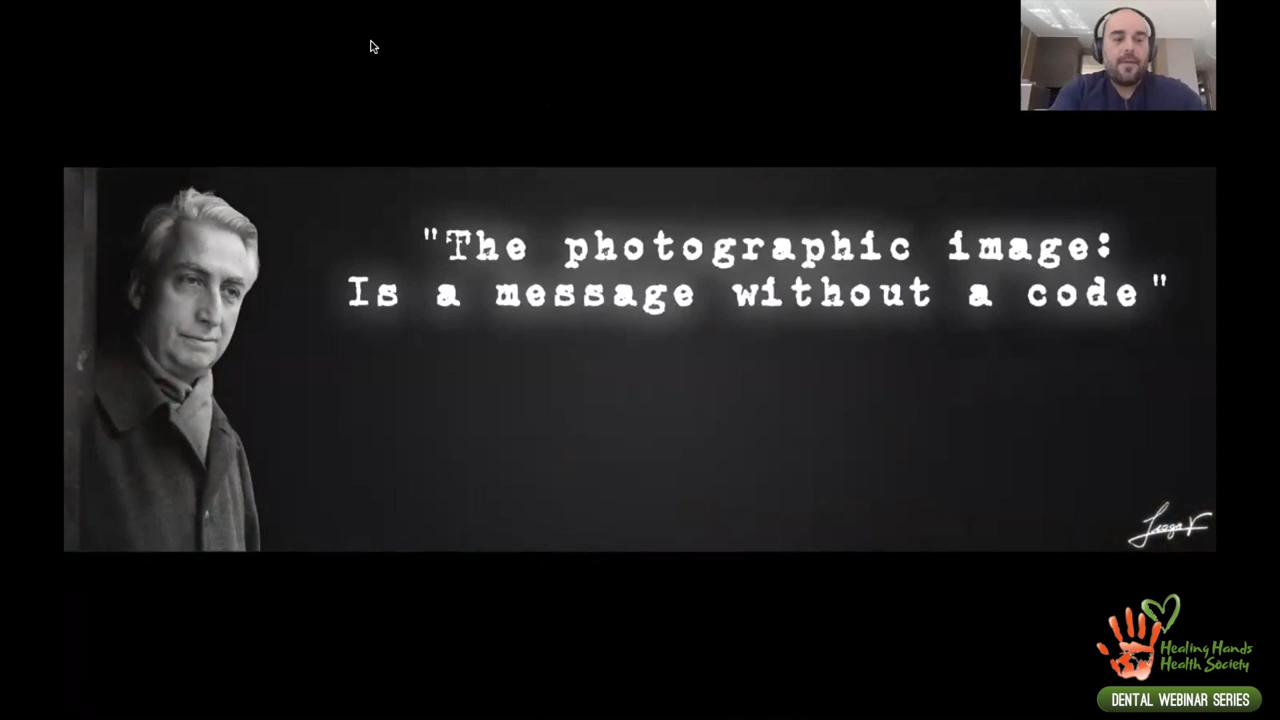 "The photographic image:
Is a message without a code"
Healing Hands
Health Society
DENTAL WEBINAR SERIES